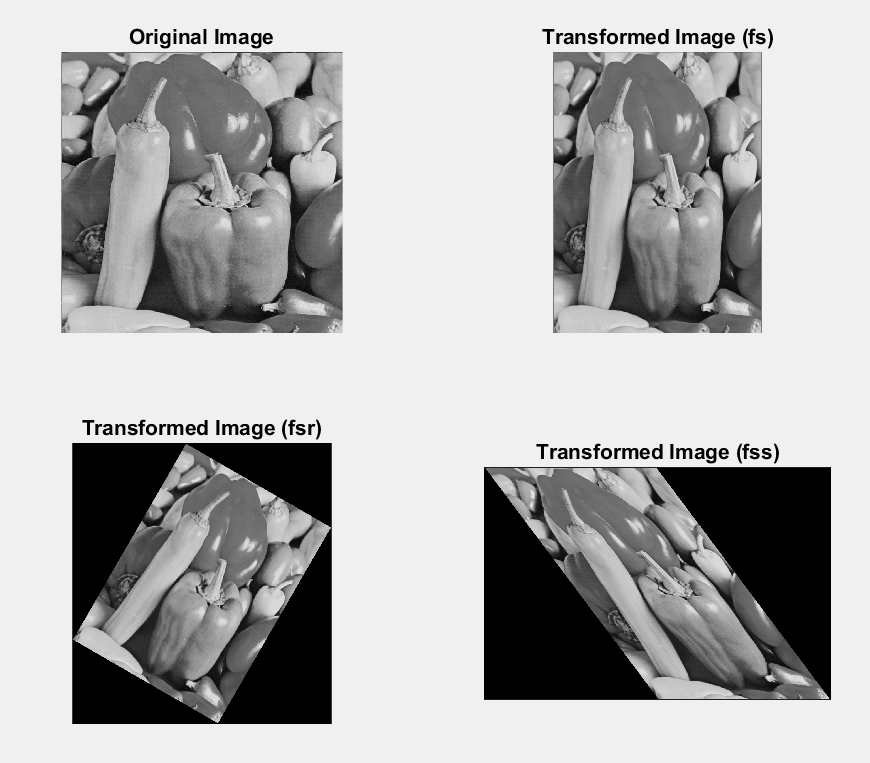 Original Image
Transformed Image (fs)
Transformed Image (fsr)
Transformed Image (fss)